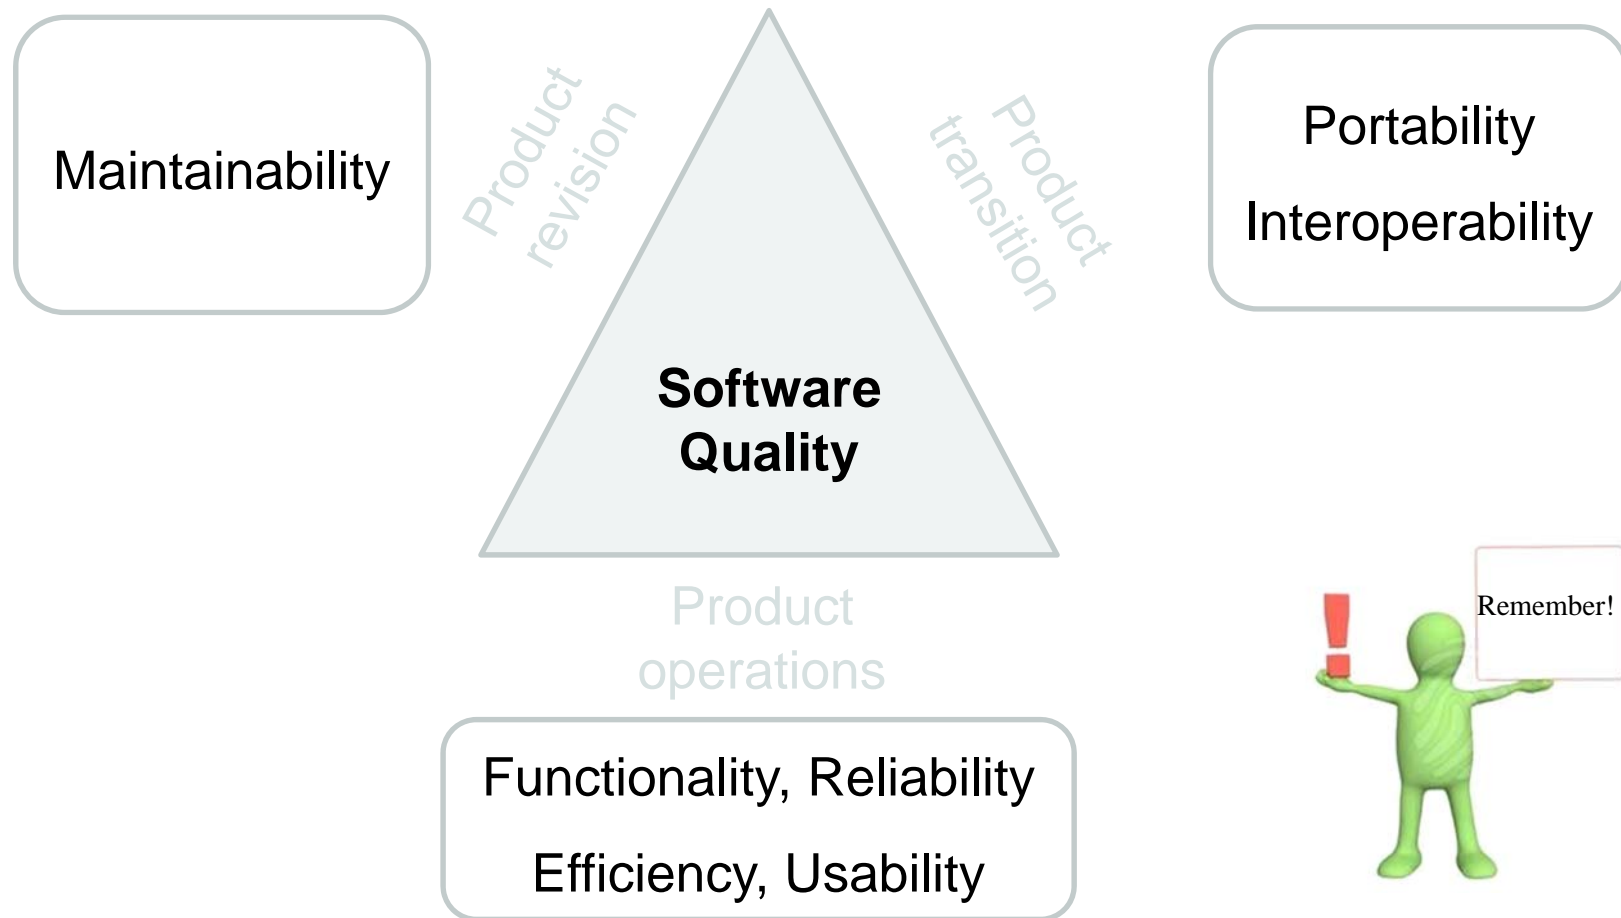 Maintainability
Product
revision
Product
transition
Portability
Interoperability
Software
Quality
Product
operations
Functionality, Reliability
Efficiency, Usability
!
Remember!